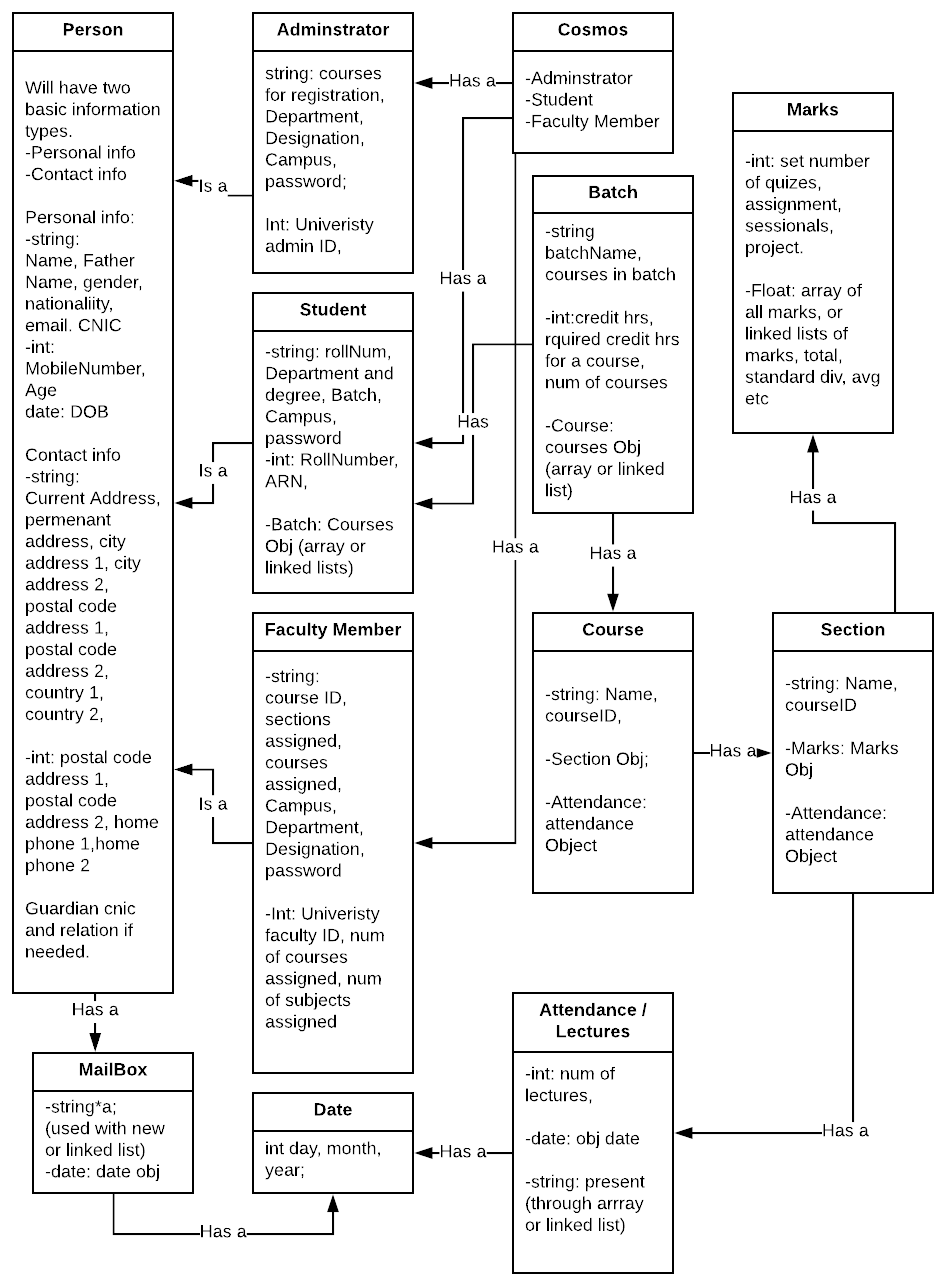 Person
Will have two
basic information
types.
-Personal info
-Contact info
Personal info:
-string:
Name, Father
Name, gender,
nationaliity,
email. CNIC
-int:
MobileNumber,
Age
date: DOB
Contact info
-string:
Current Address,
permenant
address, city
address 1, city
address 2,
postal code
address 1,
postal code
address 2,
country 1,
country 2,
-int: postal code
address 1,
postal code
address 2, home
phone 1,home
phone 2
Guardian cnic
and relation if
needed.
Has a
MailBox
-string*a;
(used with new
or linked list)
-date: date obj
Has a
Is a
Is a
Is a
Adminstrator
string: courses
for registration,
Department,
Designation,
Campus,
password;
Int: Univeristy
admin ID,
Student
-string: rollNum,
Department and
degree, Batch,
Campus,
password
-int: RollNumber,
ARN,
-Batch: Courses
Obj (array or
linked lists)
Faculty Member
-string:
course ID,
sections
assigned,
courses
assigned,
Campus,
Department,
Designation,
password
-Int: Univeristy
faculty ID, num
of courses
assigned, num
of subjects
assigned
Date
int day, month,
year;
Has a
Has a
Has a
Has
Has a
Cosmos
-Adminstrator
-Student
-Faculty Member
Batch
-string
batchName,
courses in batch
-int:credit hrs,
rquired credit hrs
for a course,
num of courses
-Course:
courses Obj
(array or linked
list)
Has a
Course
-string: Name,
courseID,
-Section Obj;
-Attendance:
attendance
Object
Has a
Attendance /
Lectures
-int: num of
lectures,
-date: obj date
-string: present
(through arrray
or linked list)
Marks
-int: set number
of quizes,
assignment,
sessionals,
project.
-Float: array of
all marks, or
linked lists of
marks, total,
standard div, avg
etc
Has a
Section
-string: Name,
courseID
-Marks: Marks
Obj
-Attendance:
attendance
Object
Has a